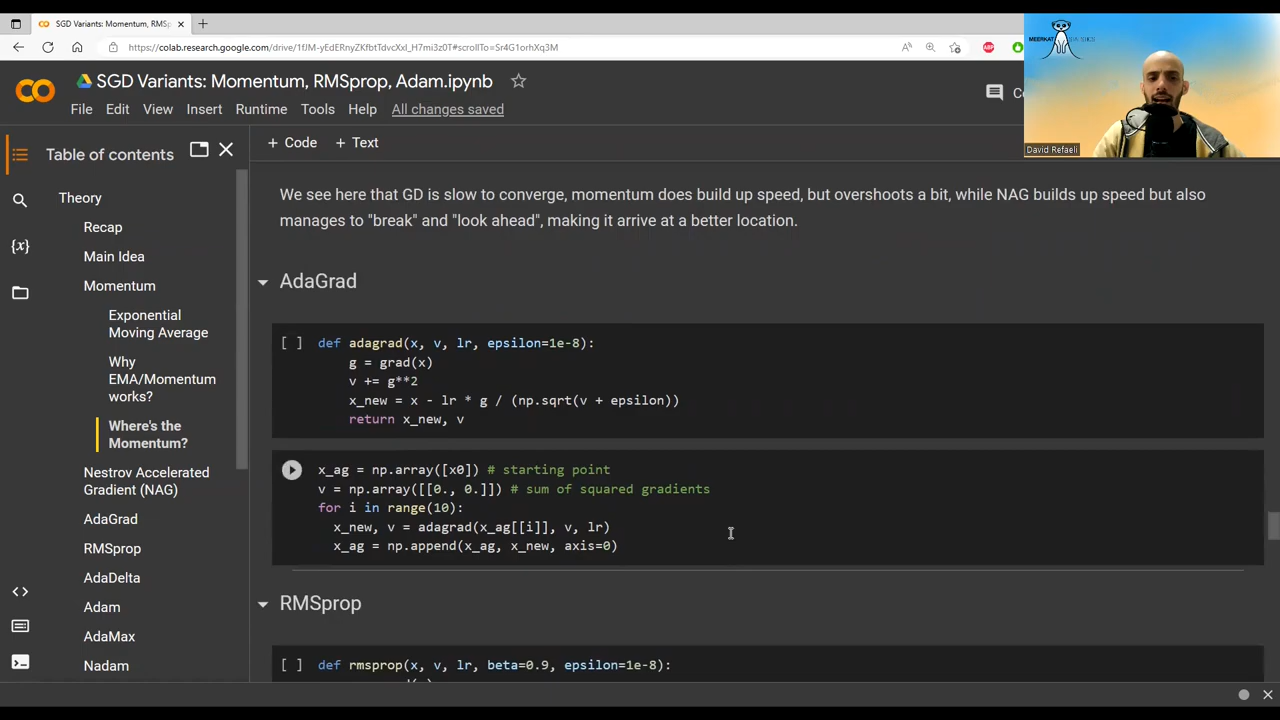 SGD Variants: Momentum, RMSp
https://colab.research.google.com/drive/1fJM-yEdERnyZKfbtTdvcXxI_H7mi3z0T#scrollTo=Sr4G1orhXq3M
SGD Variants: Momentum, RMSprop, Adam.ipynb
File Edit View Insert Runtime Tools Help All changes saved
Co
David Refaeli
Table of contents
Theory
Recap
Main Idea
Momentum
Exponential
Moving Average
Why
EMA/Momentum
works?
Where's the
Momentum?
Nestrov Accelerated
Gradient (NAG)
AdaGrad
RMSprop
AdaDelta
Adam
AdaMax
Nadam
+ Code + Text
We see here that GD is slow to converge, momentum does build up speed, but overshoots a bit, while NAG builds up speed but also
manages to "break" and "look ahead", making it arrive at a better location.
AdaGrad
[ ] def adagrad(x, v, lr, epsilon=1e-8):
g = grad(x)
v += g**2
x_new = x - lr * g / (np.sqrt(v + epsilon))
return x_new, v
x_ag = np.array([x0]) # starting point
v = np.array([[0., 0.]]) # sum of squared gradients
for i in range(10):
x_new, v = adagrad(x_ag[[i]], v, lr)
x_ag = np.append(x_ag, x_new, axis=0)
RMSprop
[ ] def rmsprop(x, v, lr, beta=0.9, epsilon=1e-8):